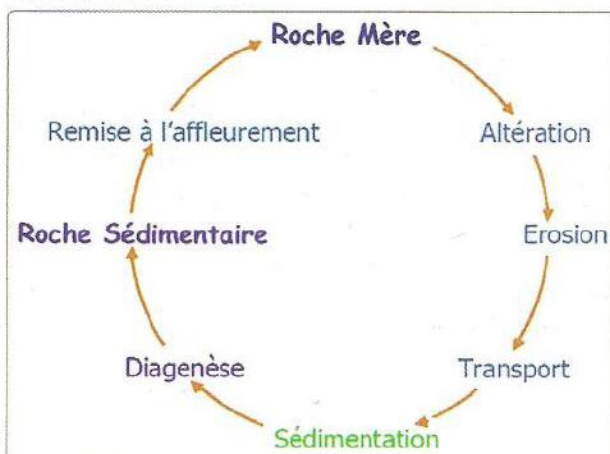 Roche Mère
Altération
Erosion
Transport
Sédimentation
Diagenèse
Roche Sédimentaire
Remise à l'affleurement